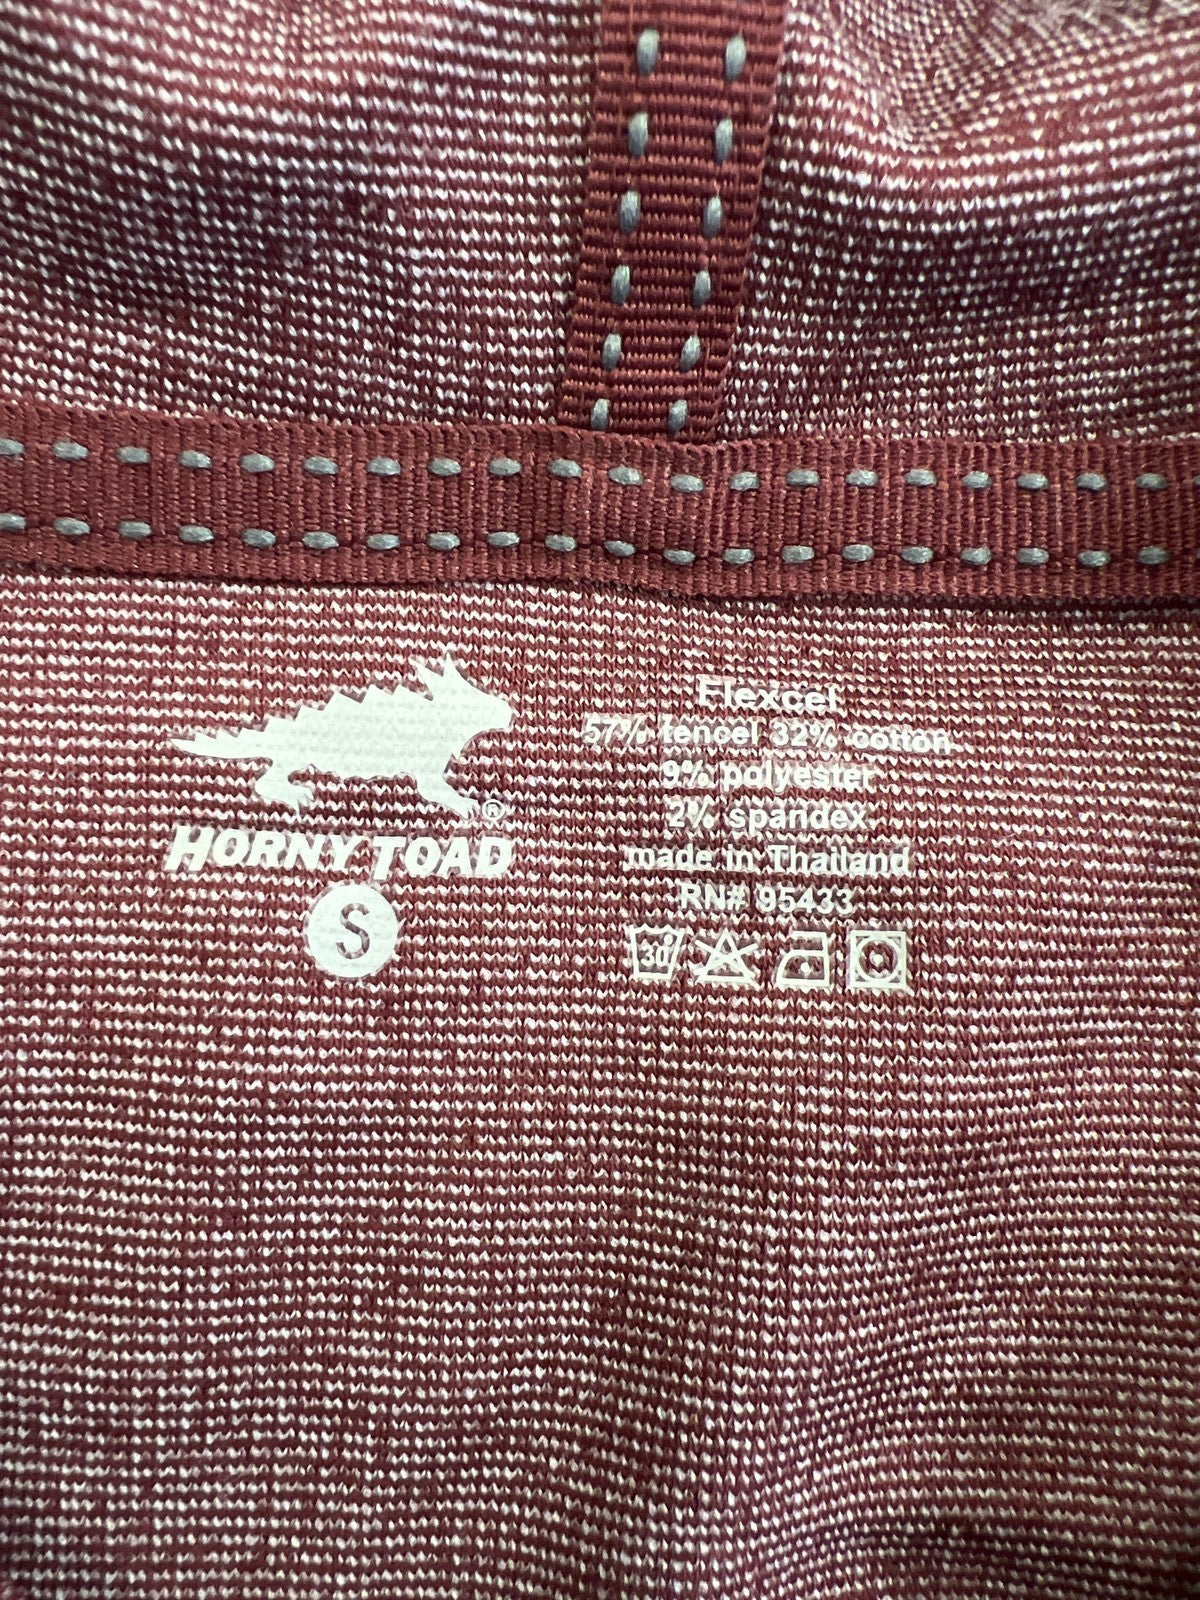 ®
HORNY TOAD
S
Flexcel
57% tencel 32% cotton
9% polyester
2% spandex
made in Thailand
RN# 95433
30